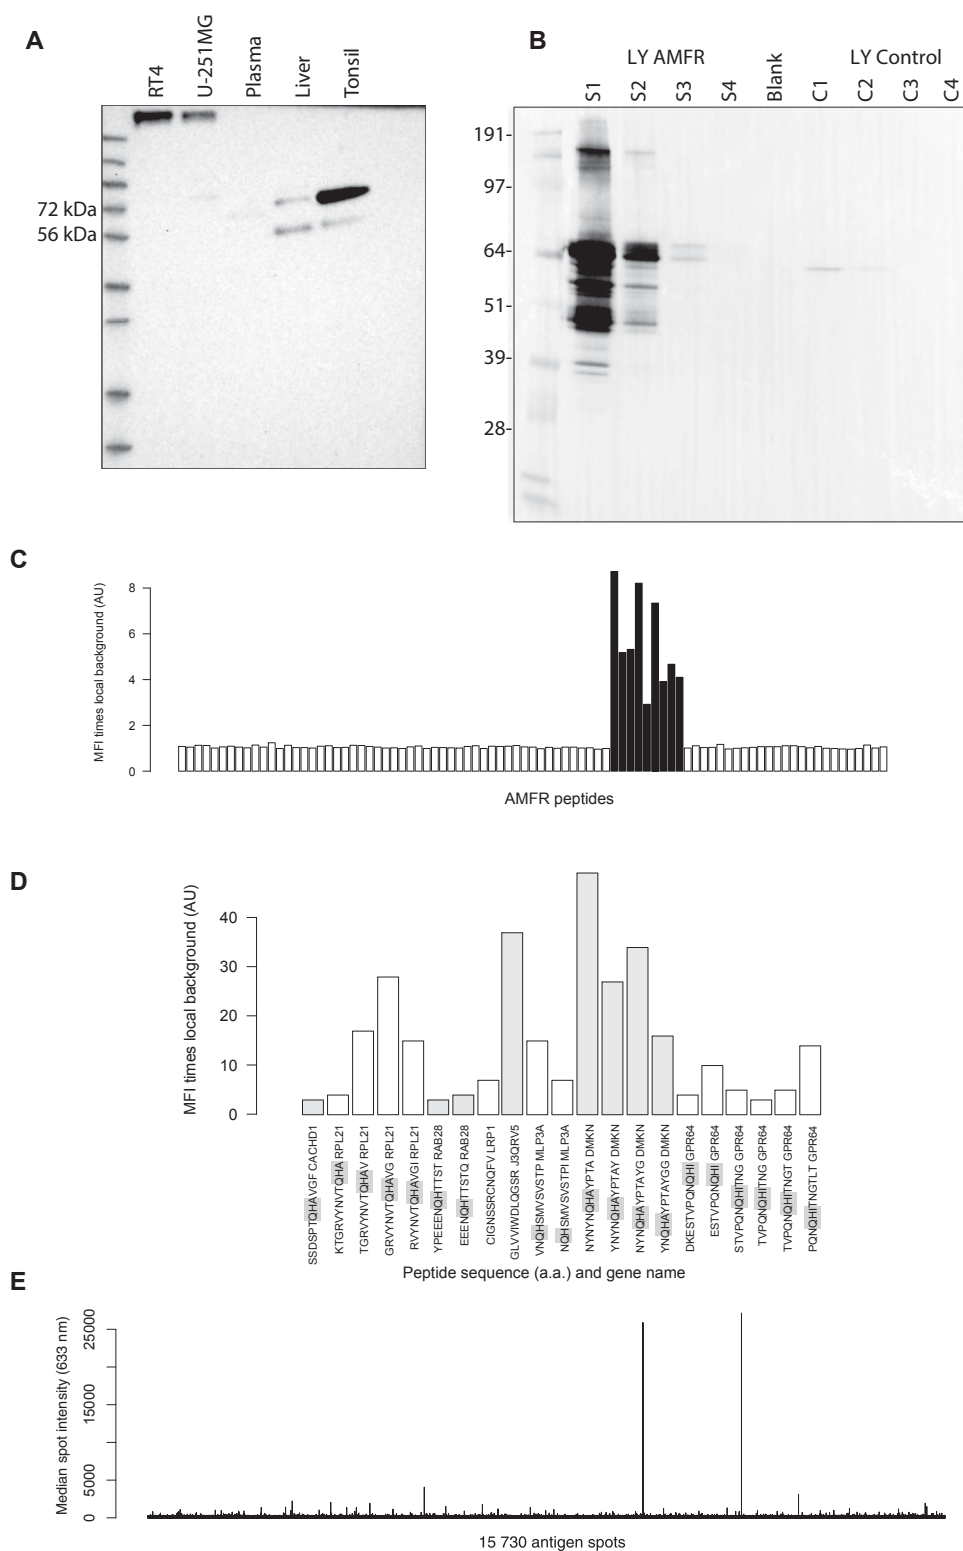 A
RT4
U-251MG
Plasma
Liver
Tonsil
72 kDa
56 kDa
B
LY AMFR
LY Control
S1
S2
S3
S4
Blank
C1
C2
C3
C4
191-
97-
64-
51-
39-
28-
C
MFI times local background (AU)
8
6
4
2
0
AMFR peptides
D
MFI times local background (AU)
40
30
20
10
0
SSDSPTQHAVGF CACHD1
KTGRVYNVTQHA RPL21
TGRVYNVTQHAV RPL21
GRVYNVTQHAVG RPL21
RVYNVTQHAVGI RPL21
YPEEENQHTTST RAB28
EEENQHTTSTQ RAB28
CIGNSSRCNQFV LRP1
GLVVIWDLQGSR J3QRV5
VNQHSMVSVSTP MLP3A
NQHSMVSVSTPI MLP3A
NYNYNQHAYPTA DMKN
YNYNQHAYPTAY DMKN
NYNQHAYPTAYG DMKN
YNQHAYPTAYGG DMKN
DKESTVPQNQHI GPR64
ESTVPQNQHI GPR64
STVPQNQHITNG GPR64
TVPQNQHITNG GPR64
TVPQNQHITNGT GPR64
PQNQHITNGTLT GPR64
Peptide sequence (a.a.) and gene name
E
Median spot intensity (633 nm)
25000
15000
5000
0
15 730 antigen spots